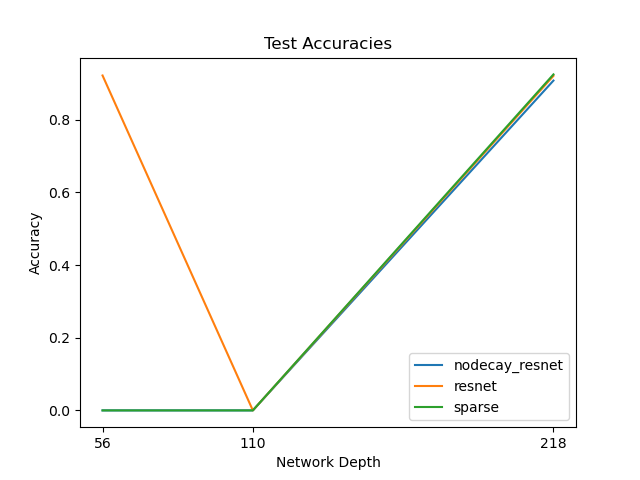 Test Accuracies
Accuracy
0.8
0.6
0.4
0.2
0.0
nodecay_resnet
resnet
sparse
56
110
218
Network Depth